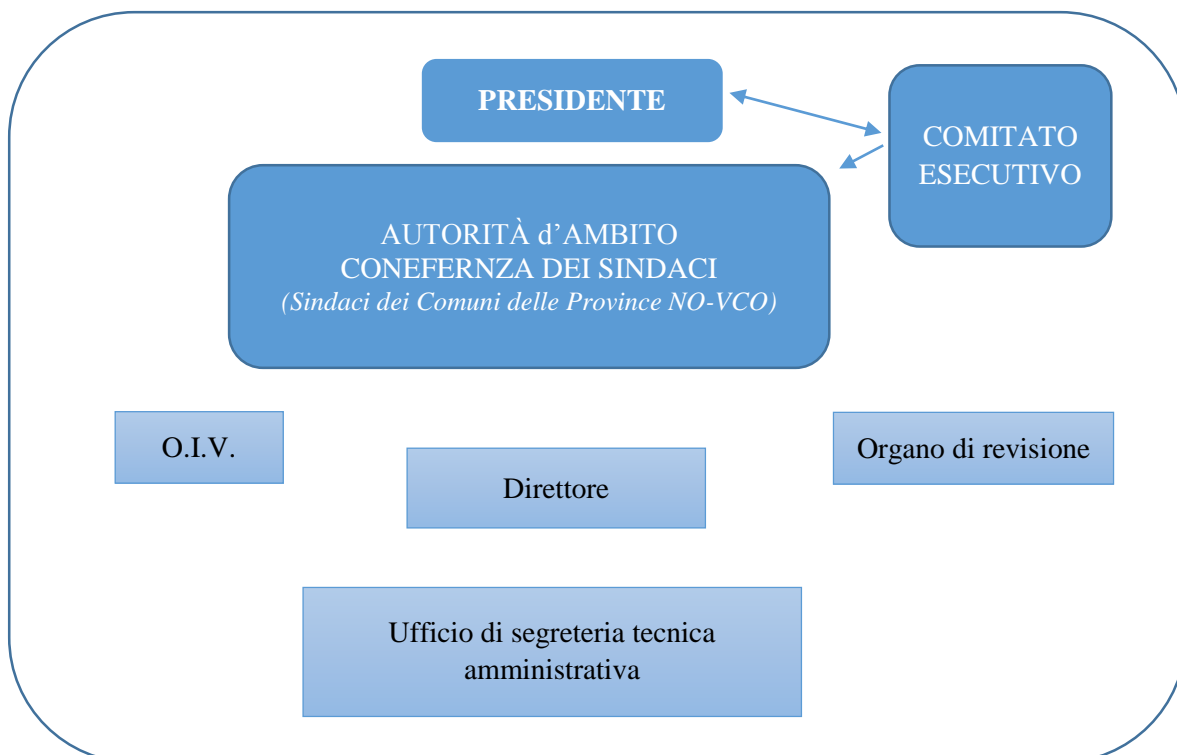 PRESIDENTE
COMITATO
ESECUTIVO
AUTORITÀ d’AMBITO
CONEFERNZA DEI SINDACI
(Sindaci dei Comuni delle Province NO-VCO)
O.I.V.
Direttore
Organo di revisione
Ufficio di segreteria tecnica
amministrativa